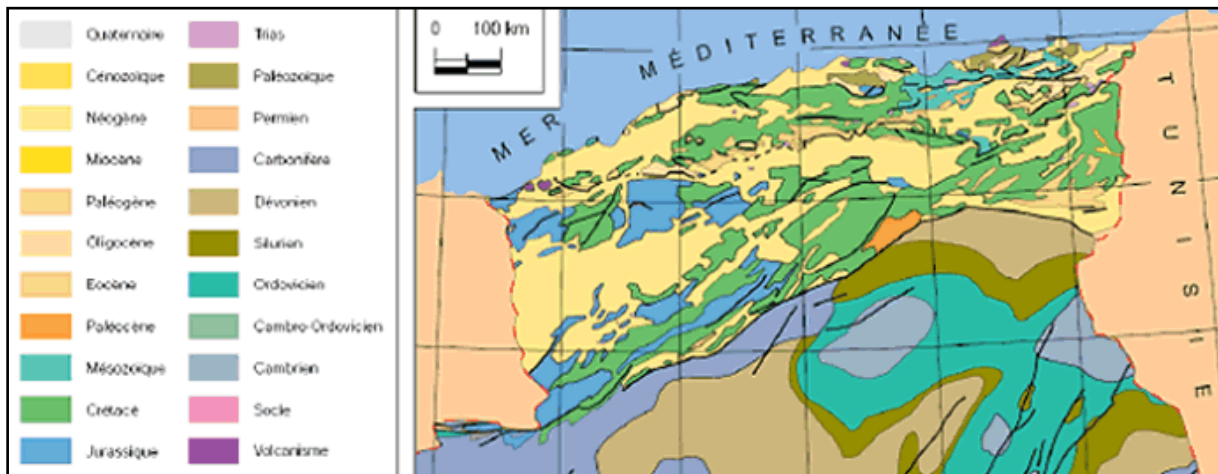 Quaternaire
Cénozoïque
Néogène
Miocène
Paléogène
Oligocène
Eocène
Paléocène
Mésozoïque
Crétacé
Jurassique
Trias
Paléozoïque
Permien
Carbonifère
Dévonien
Silurien
Ordovicien
Cambro-Ordovicien
Cambrien
Socle
Volcanisme
0 100 km
MER MÉDITERRANÉE
TUNISIE